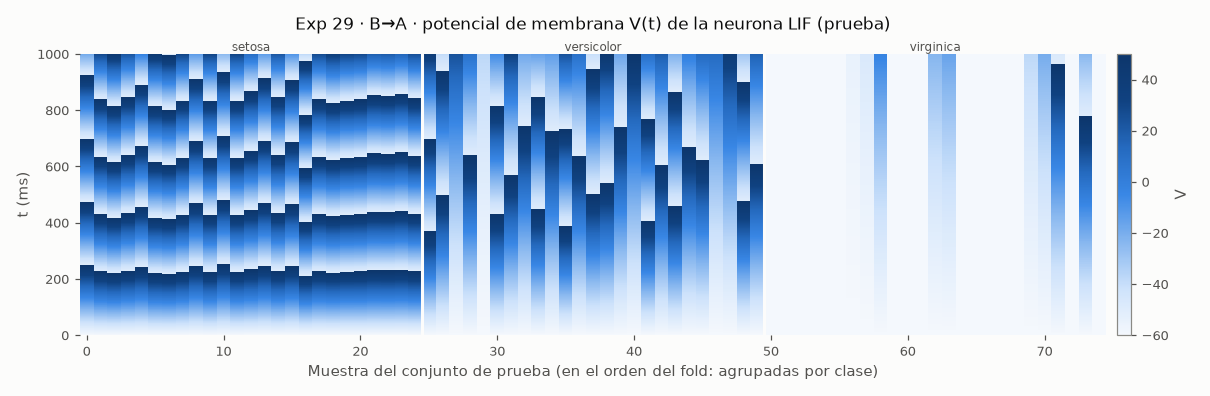 Exp 29 · B→A · potencial de membrana V(t) de la neurona LIF (prueba)
setosa versicolor virginica
1000
800
600
400
200
0
t (ms)
0 10 20 30 40 50 60 70
Muestra del conjunto de prueba (en el orden del fold: agrupadas por clase)
40
20
0
−20
−40
−60
V